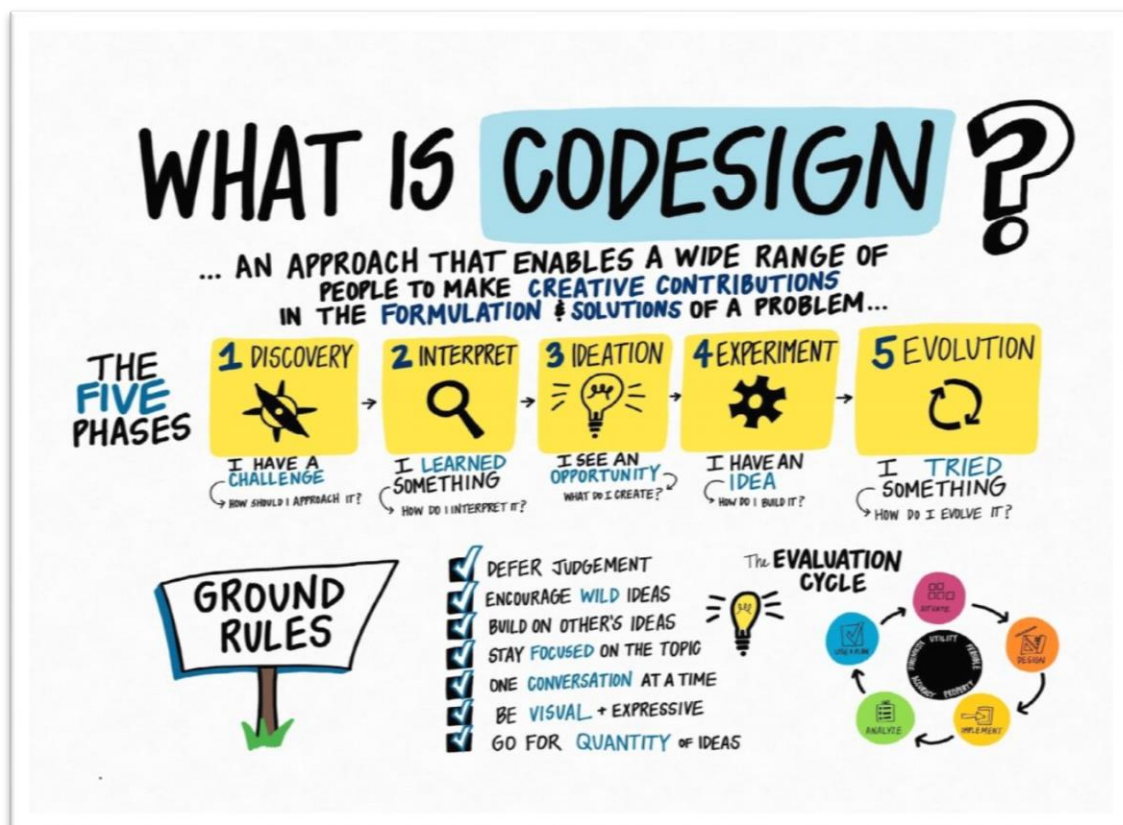 WHAT IS CODESIGN?
... AN APPROACH THAT ENABLES A WIDE RANGE OF
PEOPLE TO MAKE CREATIVE CONTRIBUTIONS
IN THE FORMULATION & SOLUTIONS OF A PROBLEM...
THE
FIVE
PHASES
1 DISCOVERY
I HAVE A
CHALLENGE
HOW SHOULD I APPROACH IT?
2 INTERPRET
I LEARNED
SOMETHING
HOW DO I INTERPRET IT?
3 IDEATION
I SEE AN
OPPORTUNITY
WHAT DO I CREATE?
4 EXPERIMENT
I HAVE AN
IDEA
HOW DO I BUILD IT?
5 EVOLUTION
I TRIED
SOMETHING
HOW DO I EVOLVE IT?
GROUND
RULES
DEFER JUDGEMENT
ENCOURAGE WILD IDEAS
BUILD ON OTHER'S IDEAS
STAY FOCUSED ON THE TOPIC
ONE CONVERSATION AT A TIME
BE VISUAL + EXPRESSIVE
GO FOR QUANTITY OF IDEAS
The EVALUATION
CYCLE
DESIGN
IMPLEMENT
ANALYZE
UTILITY